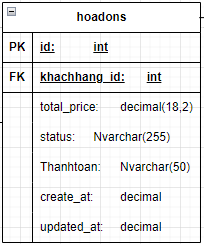 hoadons
PK id: int
FK khachhang_id: int
total_price: decimal(18,2)
status: Nvarchar(255)
Thanhtoan: Nvarchar(50)
create_at: decimal
updated_at: decimal